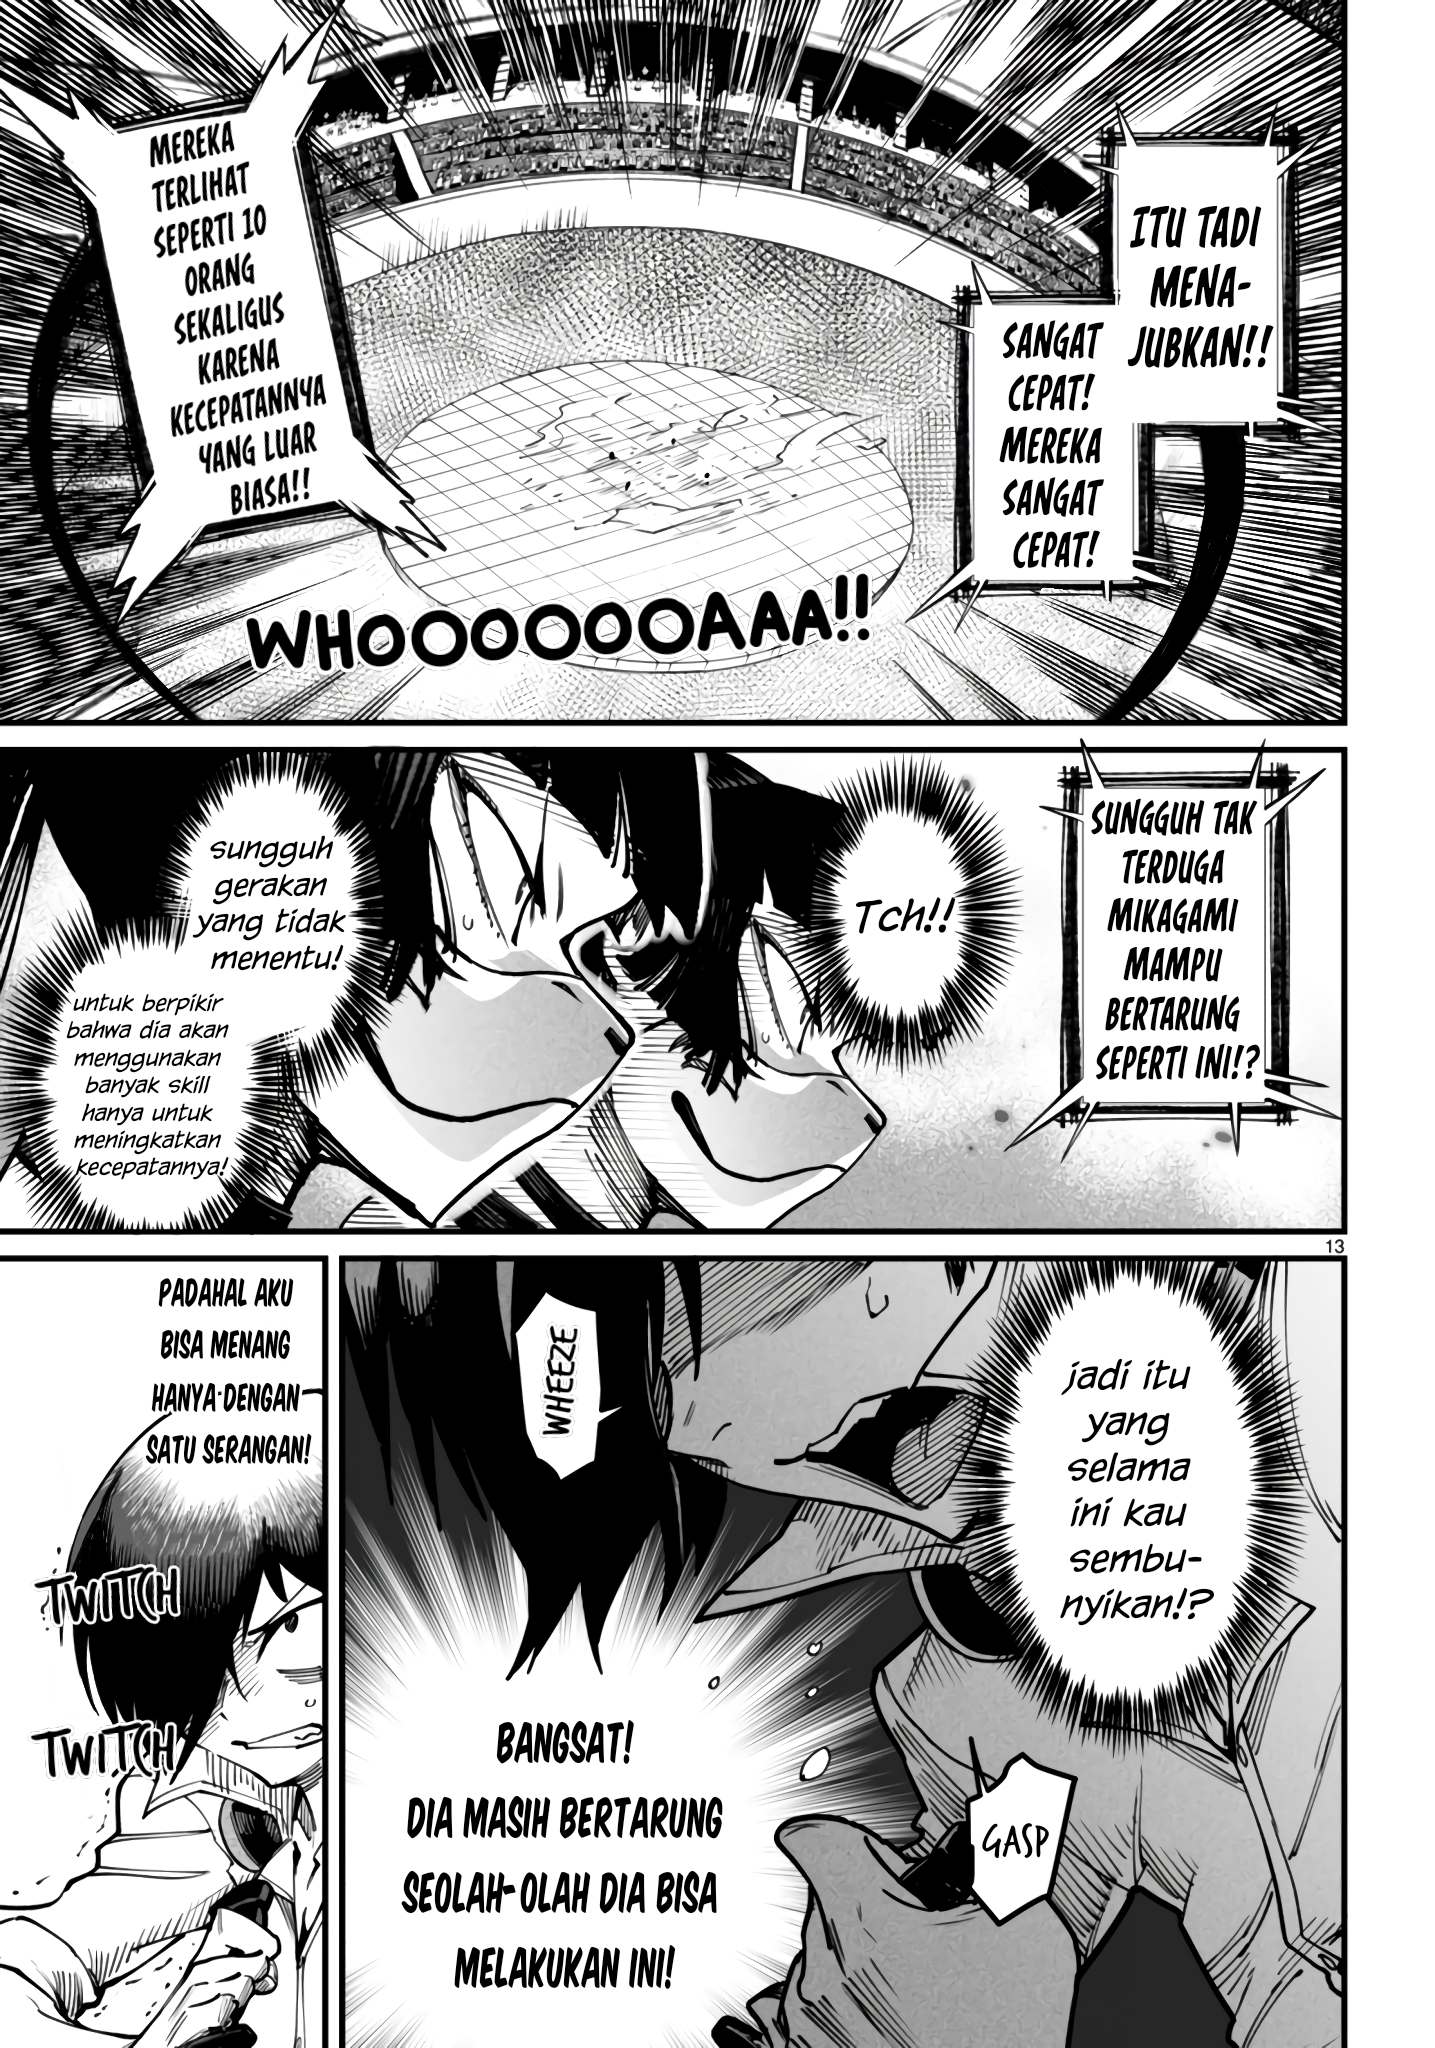 ITU TADI
MENA-
JUBKAN!!
SANGAT
CEPAT!
MEREKA
SANGAT
CEPAT!
MEREKA
TERLIHAT
SEPERTI 10
ORANG
SEKALIGUS
KARENA
KECEPATANNYA
YANG LUAR
BIASA!!
WHOOOOOOOAAA!!
SUNGGUH TAK
TERDUGA
MIKAGAMI
MAMPU
BERTARUNG
SEPERTI INI!?
Tch!!
sungguh
gerakan
yang tidak
menentu!
untuk berpikir
bahwa dia akan
menggunakan
banyak skill
hanya untuk
meningkatkan
kecepatannya!
13
jadi itu
yang
selama
ini kau
sembu-
nyikan!?
WHEEZE
GASP
BANGSAT!
DIA MASIH BERTARUNG
SEOLAH-OLAH DIA BISA
MELAKUKAN INI!
PADAHAL AKU
BISA MENANG
HANYA DENGAN
SATU SERANGAN!
TWITCH
TWITCH